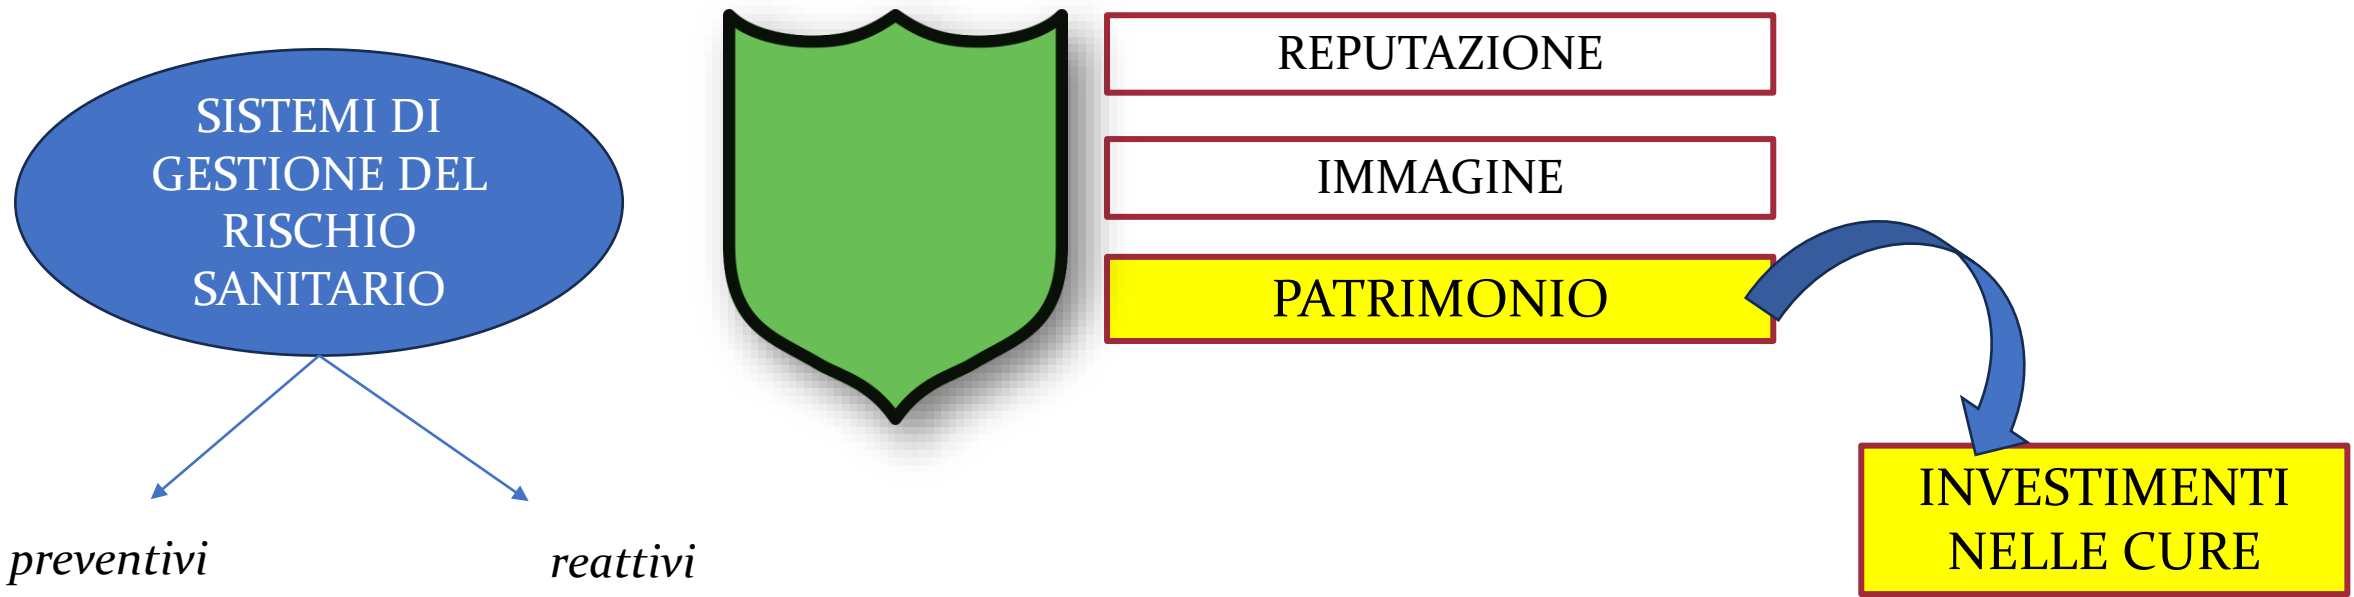 SISTEMI DI
GESTIONE DEL
RISCHIO
SANITARIO
preventivi
reattivi
REPUTAZIONE
IMMAGINE
PATRIMONIO
INVESTIMENTI
NELLE CURE